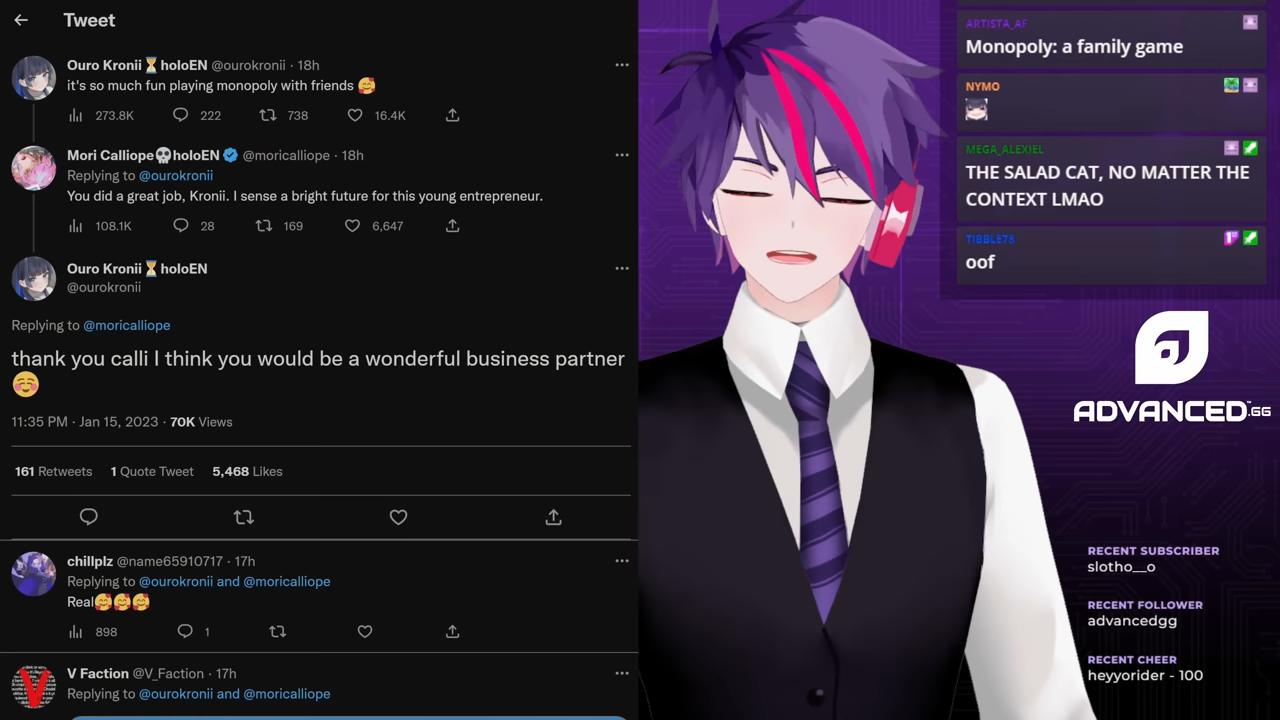 Tweet
Ouro Kronii⏳holoEN @ourokronii · 18h
it's so much fun playing monopoly with friends 🥰
273.8K 222 738 16.4K
Mori Calliope💀holoEN @moricalliope · 18h
Replying to @ourokronii
You did a great job, Kronii. I sense a bright future for this young entrepreneur.
108.1K 28 169 6,647
Ouro Kronii⏳holoEN
@ourokronii
Replying to @moricalliope
thank you calli I think you would be a wonderful business partner
☺️
11:35 PM · Jan 15, 2023 · 70K Views
161 Retweets 1 Quote Tweet 5,468 Likes
chillplz @name65910717 · 17h
Replying to @ourokronii and @moricalliope
Real🥰🥰🥰
898 1
V Faction @V_Faction · 17h
Replying to @ourokronii and @moricalliope
ARTISTA_AF
Monopoly: a family game
NYMO
MEGA_ALEXIEL
THE SALAD CAT, NO MATTER THE
CONTEXT LMAO
TIBBLE78
oof
ADVANCED™.GG
RECENT SUBSCRIBER
slotho__o
RECENT FOLLOWER
advancedgg
RECENT CHEER
heyyorider - 100